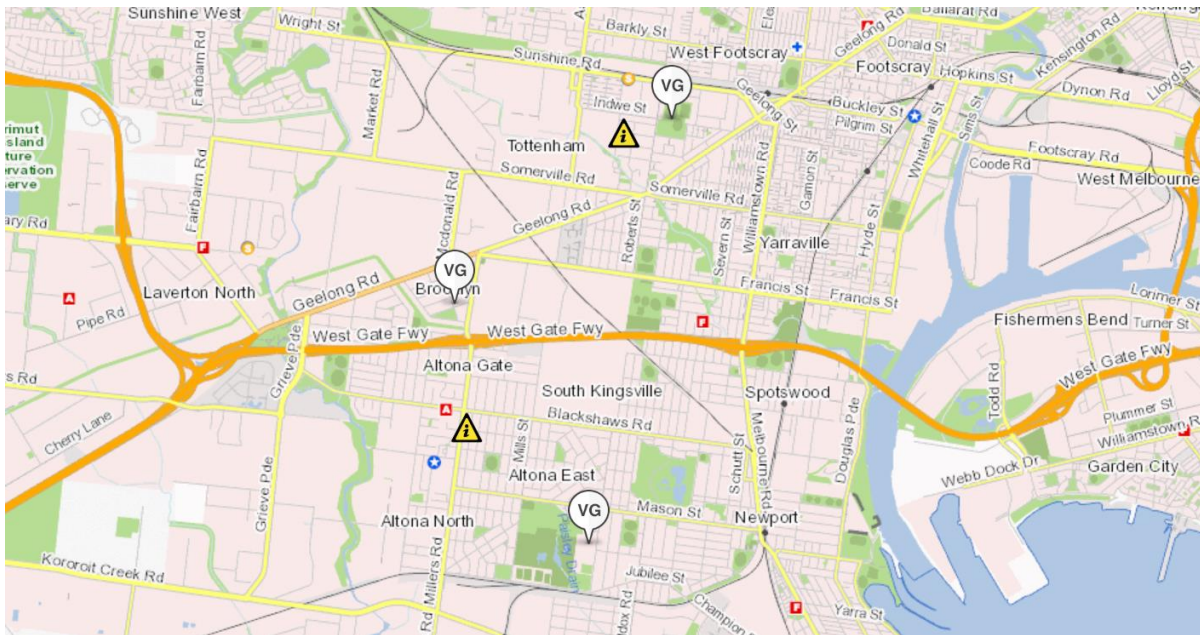 Sunshine West
Wright St
Barkly St
Ballarat Rd
Geelong Rd
Donald St
Kensington Rd
West Footscray
Footscray
Sunshine Rd
Hopkins St
Lloyd St
Fairbairn Rd
Market Rd
VG
Indwe St
Geelong St
Buckley St
Dynon Rd
Pilgrim St
Whitehall St
Sims St
Tottenham
Footscray Rd
Coode Rd
West Melbourne
Fairbairn Rd
Somerville Rd
Somerville Rd
Mcdonald Rd
Geelong Rd
Roberts St
Severn St
Williamstown Rd
Gamon St
Hyde St
Yarraville
VG
Brooklyn
F
Laverton North
Geelong Rd
Francis St
Francis St
Lorimer St
A
Pipe Rd
F
Fishermens Bend
Turner St
West Gate Fwy
West Gate Fwy
West Gate Fwy
Grieve Pde
Altona Gate
South Kingsville
Spotswood
Todd Rd
A
Blackshaws Rd
Plummer St
Cherry Lane
Mills St
Schutt St
Melbourne Rd
Douglas Pde
Webb Dock Dr
Garden City
Grieve Pde
Altona East
VG
Mason St
Altona North
Newport
Paisley Drain
Kororoit Creek Rd
Millers Rd
Jubilee St
F
Yarra St